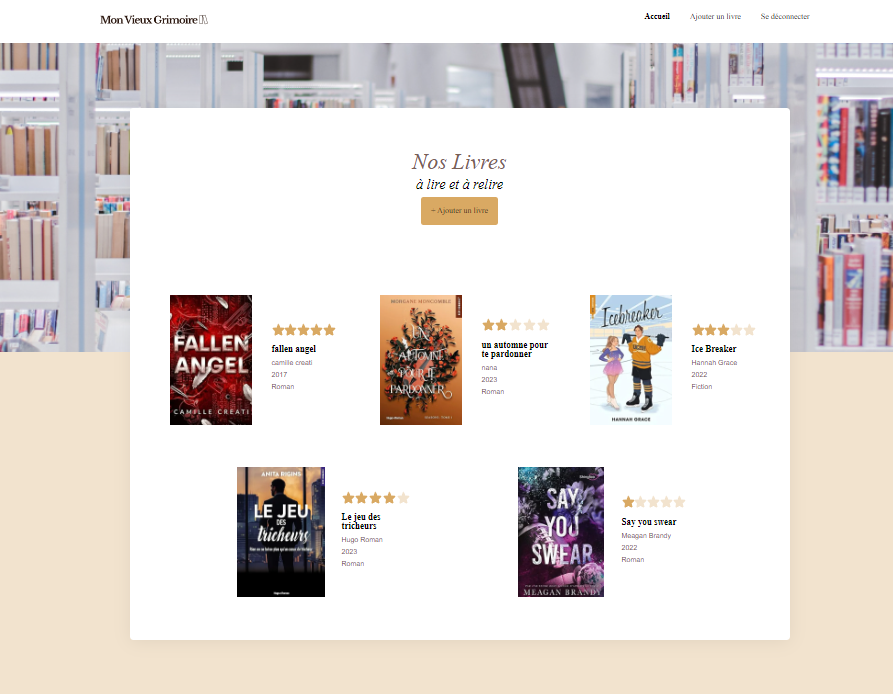 Mon Vieux Grimoire
Accueil
Ajouter un livre
Se déconnecter
Nos Livres
à lire et à relire
+ Ajouter un livre
FALLEN
ANGEL
CAMILLE CREATI
fallen angel
camille creati
2017
Roman
MORGANE MONCOMBLE
UN
AUTOMNE
POUR TE
PARDONNER
un automne pour
te pardonner
nana
2023
Roman
Icebreaker
HANNAH GRACE
Ice Breaker
Hannah Grace
2022
Fiction
ANITA RIGINS
LE JEU
DES
tricheurs
Le jeu des
tricheurs
Hugo Roman
2023
Roman
SAY
YOU
SWEAR
MEAGAN BRANDY
Say you swear
Meagan Brandy
2022
Roman